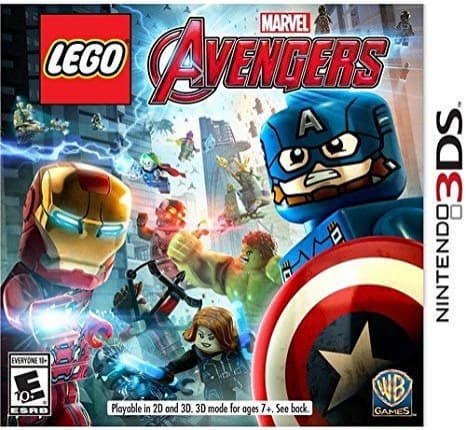 LEGO
MARVEL
AVENGERS
A
NINTENDO 3DS
EVERYONE 10+
E
10+
ESRB
Playable in 2D and 3D. 3D mode for ages 7+. See back.
WB
GAMES